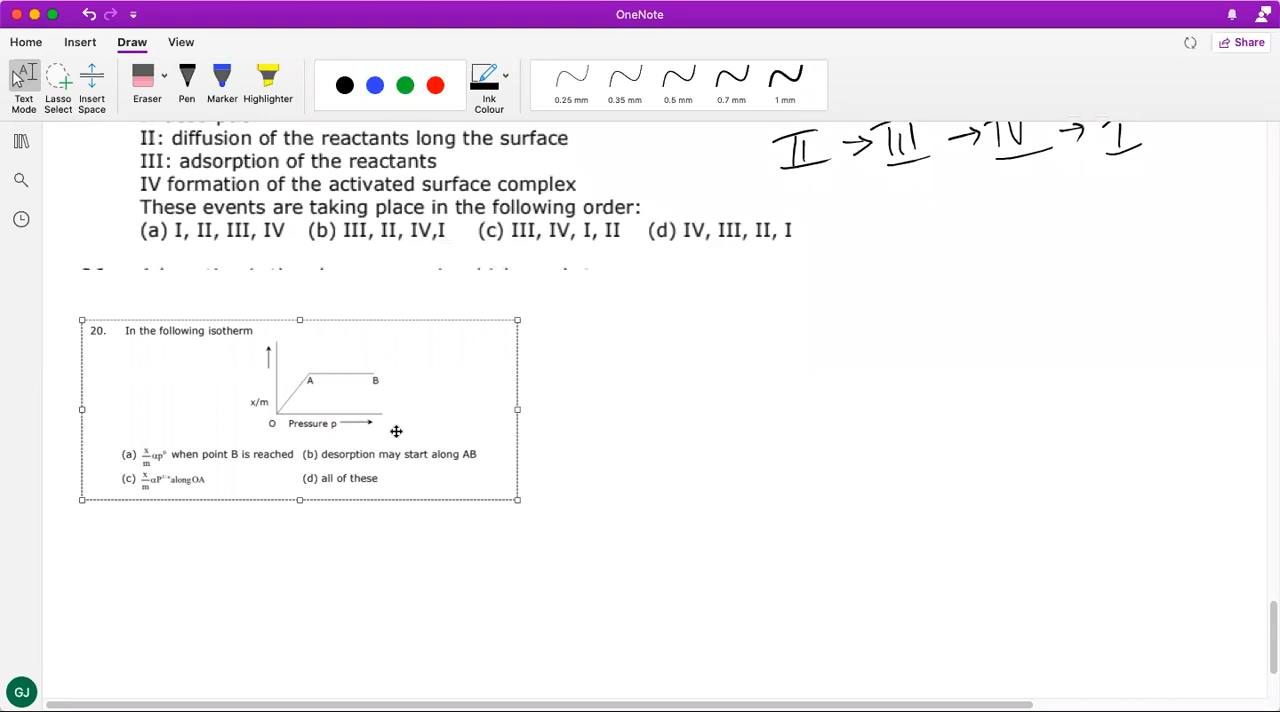 OneNote
Home Insert Draw View
Share
Text Mode
Lasso Select
Insert Space
Eraser
Pen
Marker
Highlighter
Ink Colour
0.25 mm 0.35 mm 0.5 mm 0.7 mm 1 mm
II: diffusion of the reactants long the surface
III: adsorption of the reactants
IV formation of the activated surface complex
These events are taking place in the following order:
(a) I, II, III, IV (b) III, II, IV,I (c) III, IV, I, II (d) IV, III, II, I
II → III → IV → I
20. In the following isotherm
A B
x/m
O Pressure p
(a) x/m αp⁰ when point B is reached (b) desorption may start along AB
(c) x/m αP¹/ⁿ along OA (d) all of these
GJ